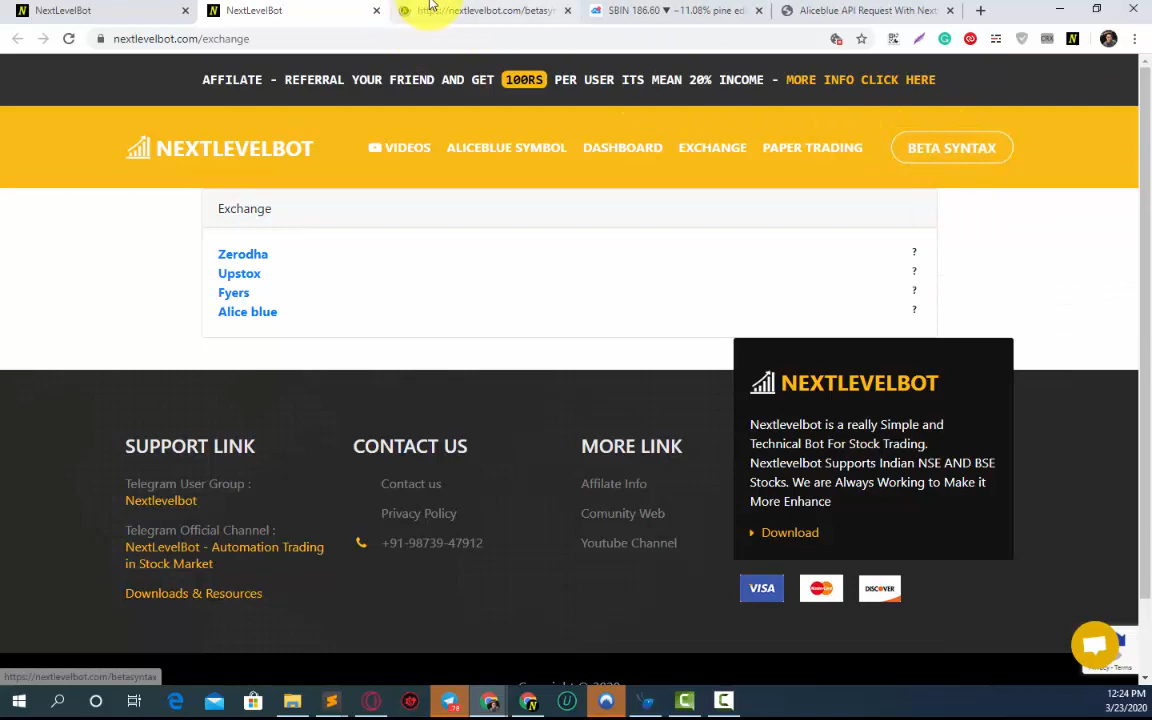 NextLevelBot
NextLevelBot
https://nextlevelbot.com/betasyn
SBIN 186.60 ▼ −11.08% pine ed
Aliceblue API Request With Next
nextlevelbot.com/exchange
AFFILATE - REFERRAL YOUR FRIEND AND GET 100RS PER USER ITS MEAN 20% INCOME - MORE INFO CLICK HERE
NEXTLEVELBOT
VIDEOS
ALICEBLUE SYMBOL
DASHBOARD
EXCHANGE
PAPER TRADING
BETA SYNTAX
Exchange
Zerodha ?
Upstox ?
Fyers ?
Alice blue ?
SUPPORT LINK
Telegram User Group :
Nextlevelbot
Telegram Official Channel :
NextLevelBot - Automation Trading
in Stock Market
Downloads & Resources
CONTACT US
Contact us
Privacy Policy
+91-98739-47912
MORE LINK
Affilate Info
Comunity Web
Youtube Channel
NEXTLEVELBOT
Nextlevelbot is a really Simple and
Technical Bot For Stock Trading.
Nextlevelbot Supports Indian NSE AND BSE
Stocks. We are Always Working to Make it
More Enhance
Download
VISA
DISCOVER
Privacy - Terms
https://nextlevelbot.com/betasyntax
12:24 PM
3/23/2020